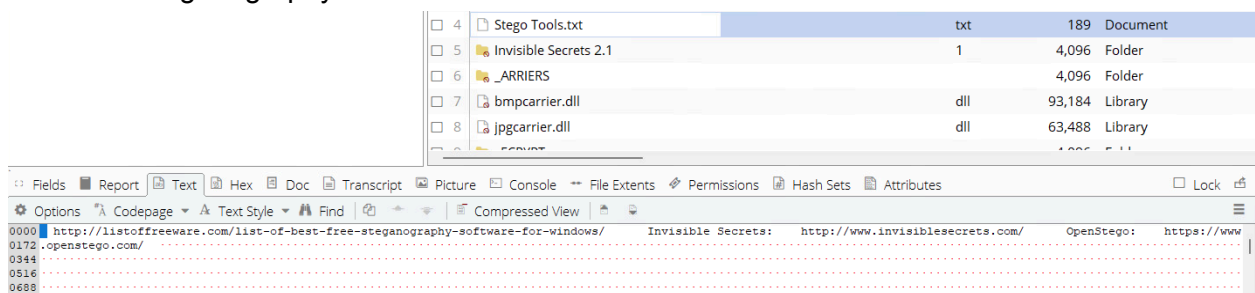 4 Stego Tools.txt txt 189 Document
5 Invisible Secrets 2.1 1 4,096 Folder
6 _ARRIERS 4,096 Folder
7 bmpcarrier.dll dll 93,184 Library
8 jpgcarrier.dll dll 63,488 Library
Fields Report Text Hex Doc Transcript Picture Console File Extents Permissions Hash Sets Attributes Lock
Options Codepage Text Style Find Compressed View
0000 http://listoffreeware.com/list-of-best-free-steganography-software-for-windows/ Invisible Secrets: http://www.invisiblesecrets.com/ OpenStego: https://www
0172 .openstego.com/
0344
0516
0688